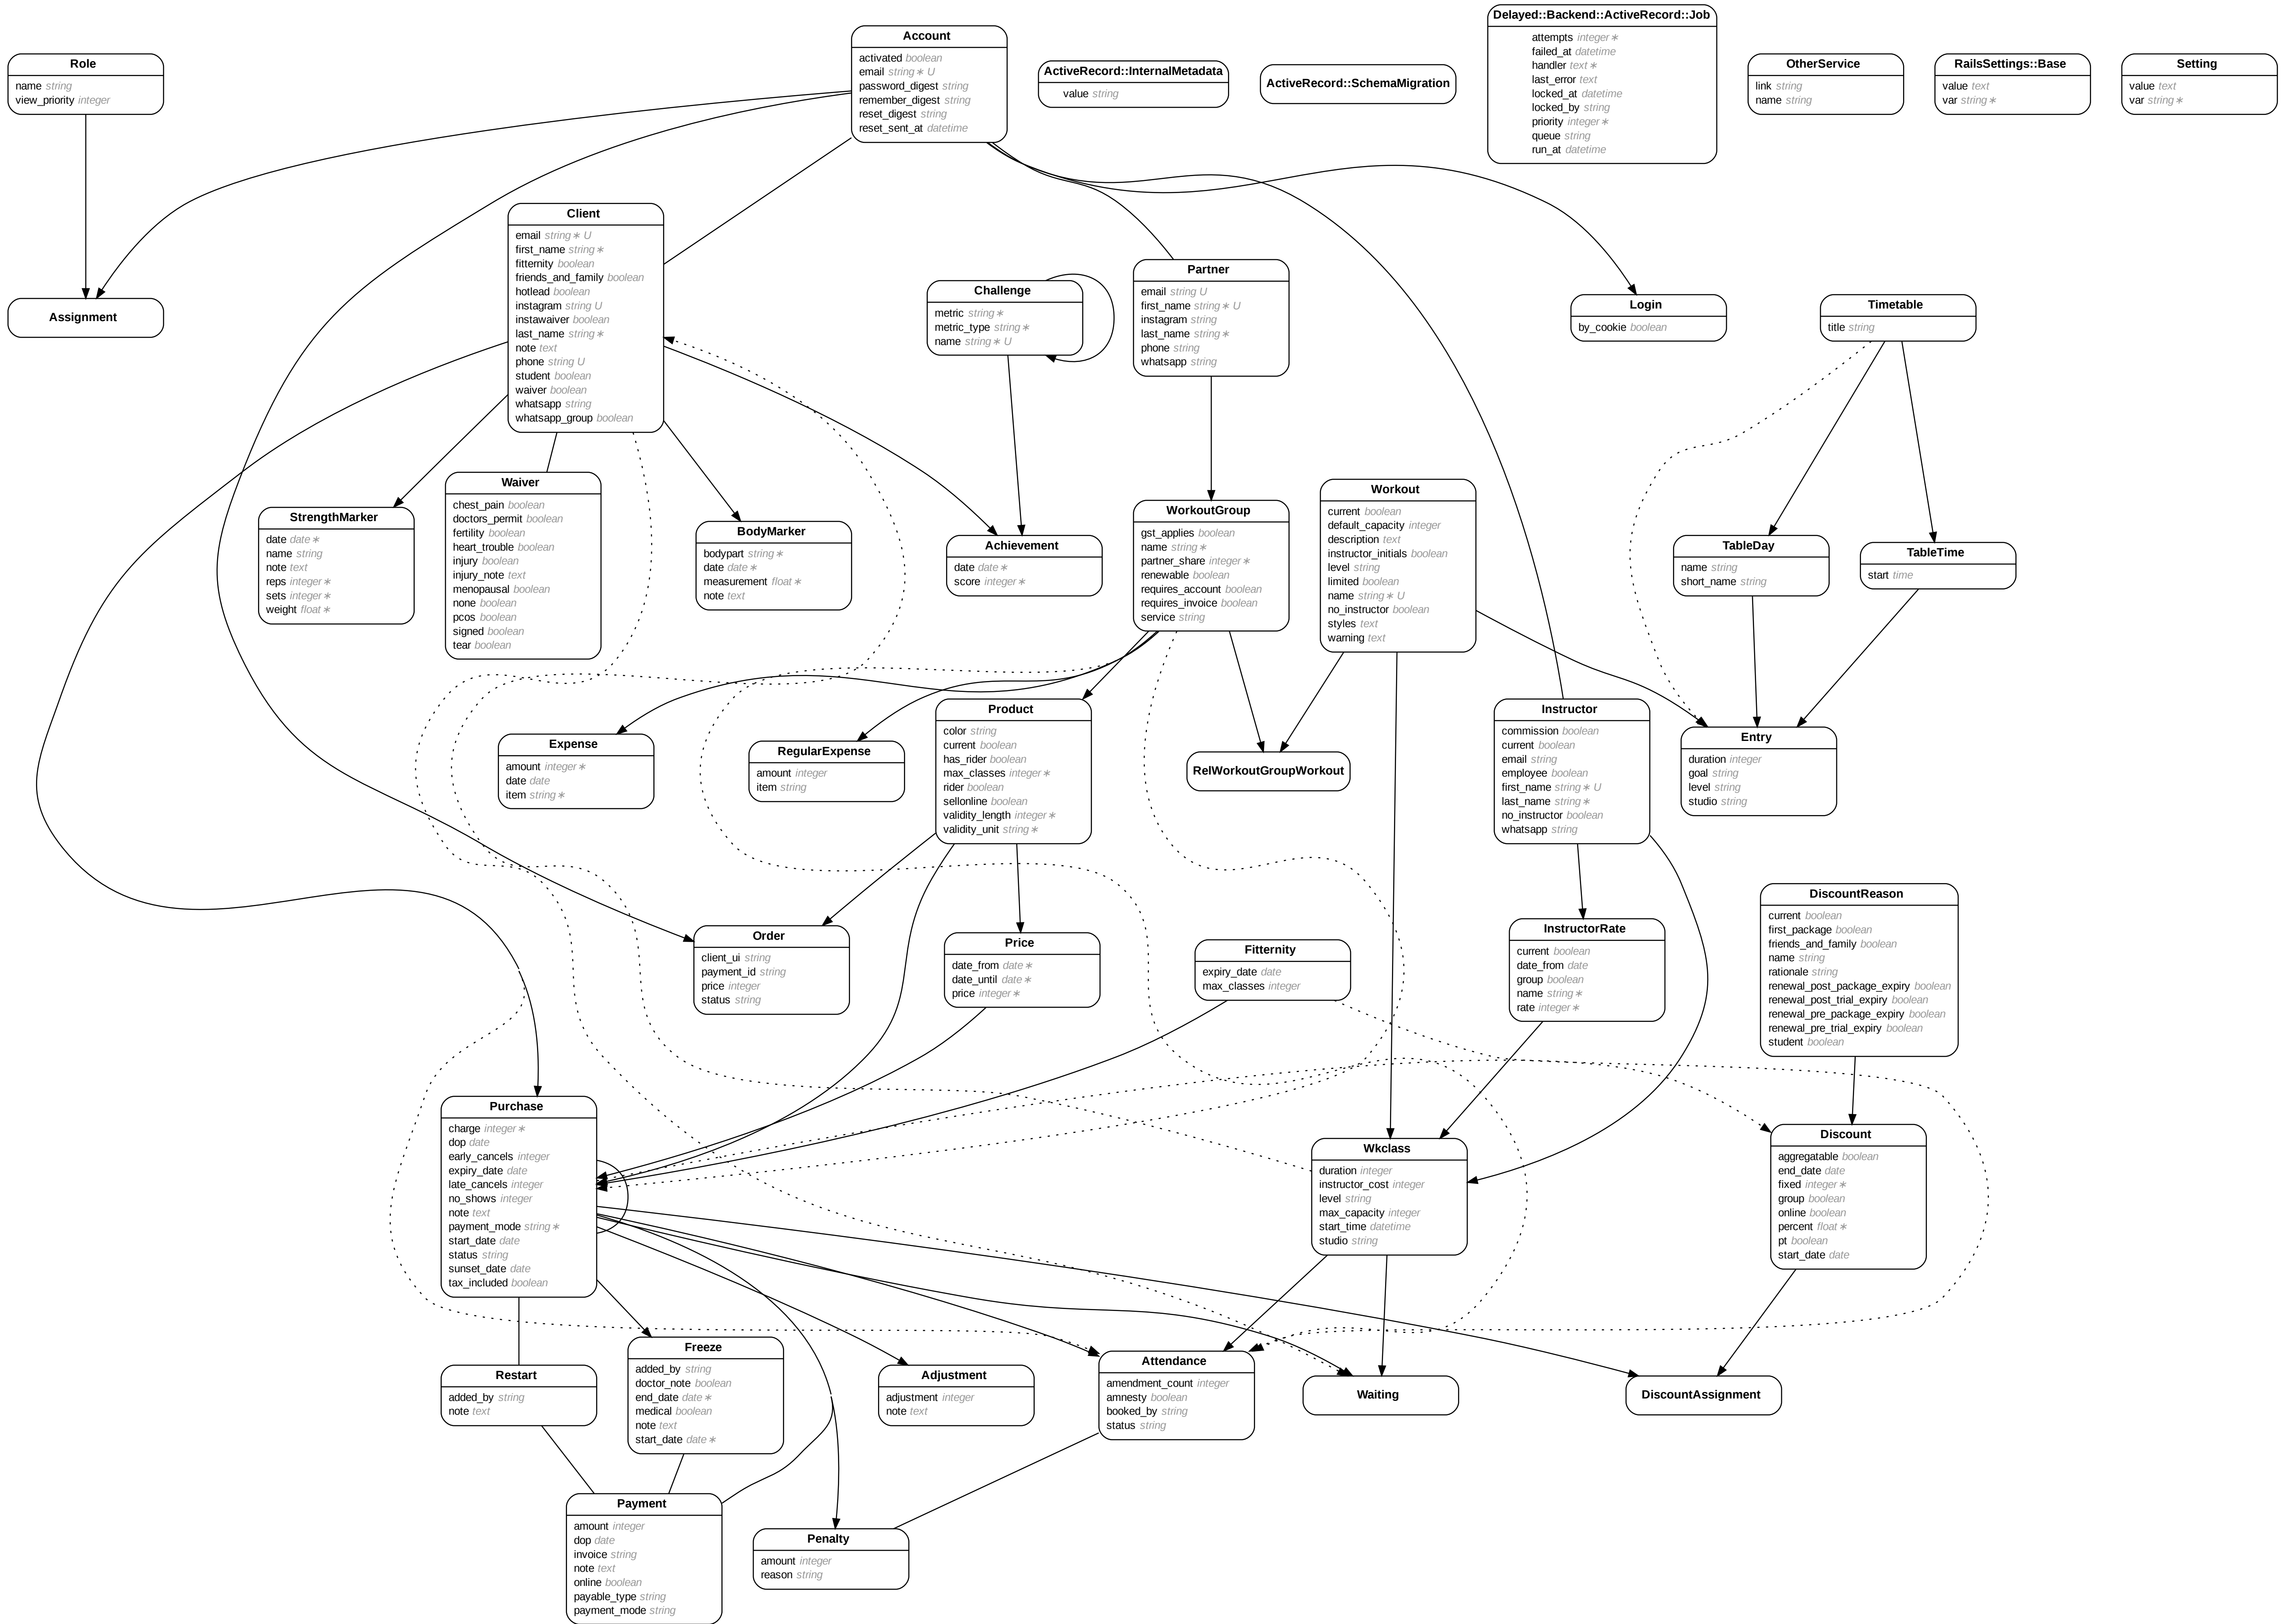 Role
name string
view_priority integer
Account
activated boolean
email string∗ U
password_digest string
remember_digest string
reset_digest string
reset_sent_at datetime
ActiveRecord::InternalMetadata
value string
ActiveRecord::SchemaMigration
Delayed::Backend::ActiveRecord::Job
attempts integer∗
failed_at datetime
handler text∗
last_error text
locked_at datetime
locked_by string
priority integer∗
queue string
run_at datetime
OtherService
link string
name string
RailsSettings::Base
value text
var string∗
Setting
value text
var string∗
Assignment
Client
email string∗ U
first_name string∗
fitternity boolean
friends_and_family boolean
hotlead boolean
instagram string U
instawaiver boolean
last_name string∗
note text
phone string U
student boolean
waiver boolean
whatsapp string
whatsapp_group boolean
Challenge
metric string∗
metric_type string∗
name string∗ U
Partner
email string U
first_name string∗ U
instagram string
last_name string∗
phone string
whatsapp string
Login
by_cookie boolean
Timetable
title string
StrengthMarker
date date∗
name string
note text
reps integer∗
sets integer∗
weight float∗
Waiver
chest_pain boolean
doctors_permit boolean
fertility boolean
heart_trouble boolean
injury boolean
injury_note text
menopausal boolean
none boolean
pcos boolean
signed boolean
tear boolean
BodyMarker
bodypart string∗
date date∗
measurement float∗
note text
Achievement
date date∗
score integer∗
WorkoutGroup
gst_applies boolean
name string∗
partner_share integer∗
renewable boolean
requires_account boolean
requires_invoice boolean
service string
Workout
current boolean
default_capacity integer
description text
instructor_initials boolean
level string
limited boolean
name string∗ U
no_instructor boolean
styles text
warning text
TableDay
name string
short_name string
TableTime
start time
Expense
amount integer∗
date date
item string∗
RegularExpense
amount integer
item string
Product
color string
current boolean
has_rider boolean
max_classes integer∗
rider boolean
sellonline boolean
validity_length integer∗
validity_unit string∗
RelWorkoutGroupWorkout
Instructor
commission boolean
current boolean
email string
employee boolean
first_name string∗ U
last_name string∗
no_instructor boolean
whatsapp string
Entry
duration integer
goal string
level string
studio string
Order
client_ui string
payment_id string
price integer
status string
Price
date_from date∗
date_until date∗
price integer∗
Fitternity
expiry_date date
max_classes integer
InstructorRate
current boolean
date_from date
group boolean
name string∗
rate integer∗
DiscountReason
current boolean
first_package boolean
friends_and_family boolean
name string
rationale string
renewal_post_package_expiry boolean
renewal_post_trial_expiry boolean
renewal_pre_package_expiry boolean
renewal_pre_trial_expiry boolean
student boolean
Purchase
charge integer∗
dop date
early_cancels integer
expiry_date date
late_cancels integer
no_shows integer
note text
payment_mode string∗
start_date date
status string
sunset_date date
tax_included boolean
Wkclass
duration integer
instructor_cost integer
level string
max_capacity integer
start_time datetime
studio string
Discount
aggregatable boolean
end_date date
fixed integer∗
group boolean
online boolean
percent float∗
pt boolean
start_date date
Restart
added_by string
note text
Freeze
added_by string
doctor_note boolean
end_date date∗
medical boolean
note text
start_date date∗
Adjustment
adjustment integer
note text
Attendance
amendment_count integer
amnesty boolean
booked_by string
status string
Waiting
DiscountAssignment
Payment
amount integer
dop date
invoice string
note text
online boolean
payable_type string
payment_mode string
Penalty
amount integer
reason string